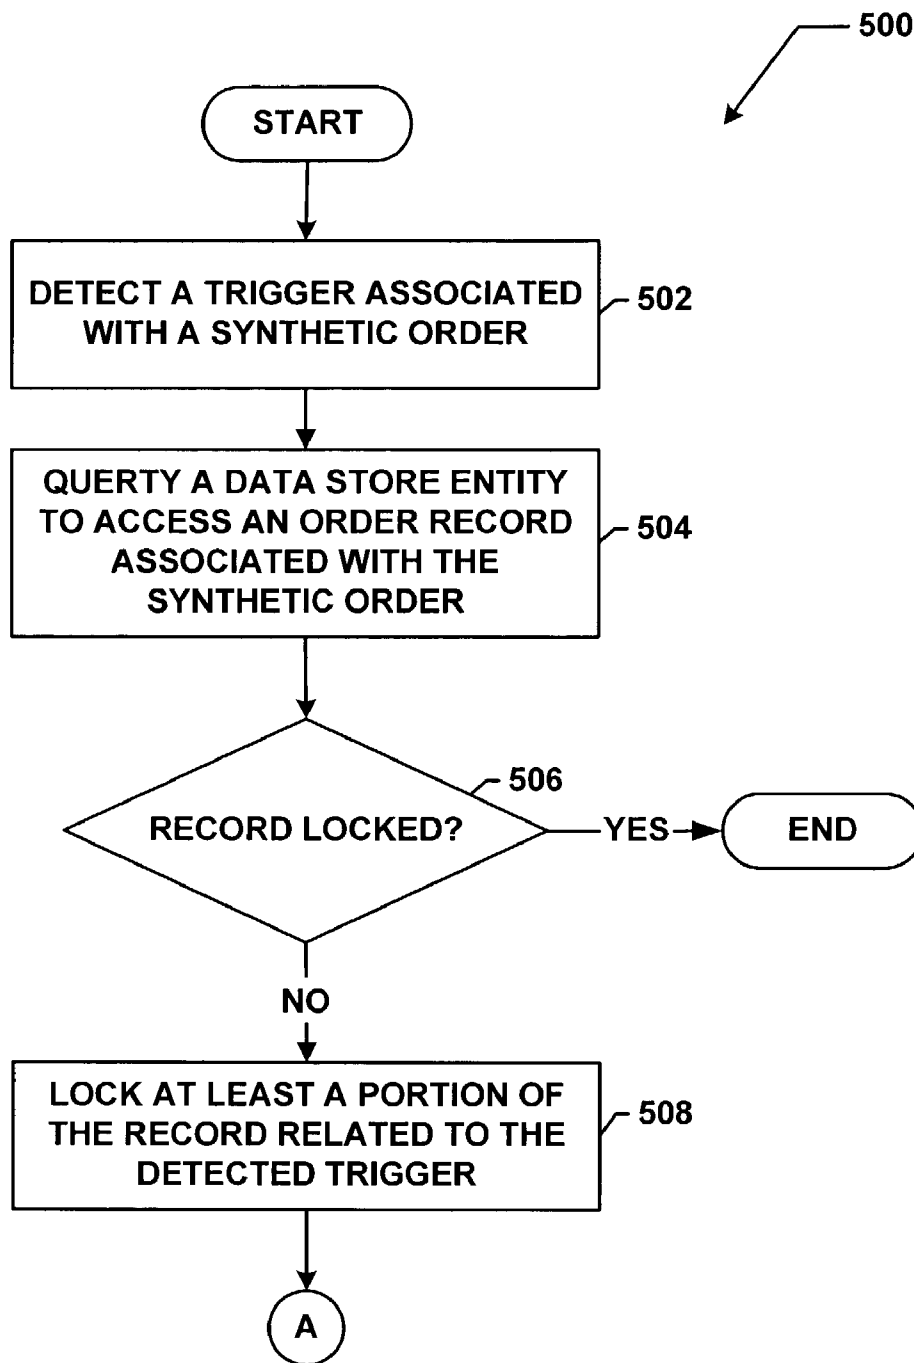 500
START
DETECT A TRIGGER ASSOCIATED
WITH A SYNTHETIC ORDER
502
QUERTY A DATA STORE ENTITY
TO ACCESS AN ORDER RECORD
ASSOCIATED WITH THE
SYNTHETIC ORDER
504
RECORD LOCKED?
506
YES
END
NO
LOCK AT LEAST A PORTION OF
THE RECORD RELATED TO THE
DETECTED TRIGGER
508
A